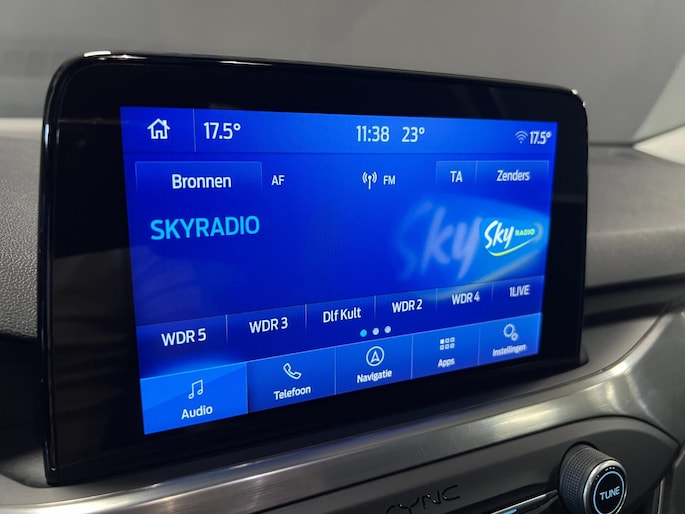 17.5° 11:38 23° 17.5°
Bronnen AF FM TA Zenders
SKYRADIO
Sky
Sky RADIO
WDR 5 WDR 3 Dlf Kult WDR 2 WDR 4 1LIVE
Audio Telefoon Navigatie Apps Instellingen
SYNC
TUNE